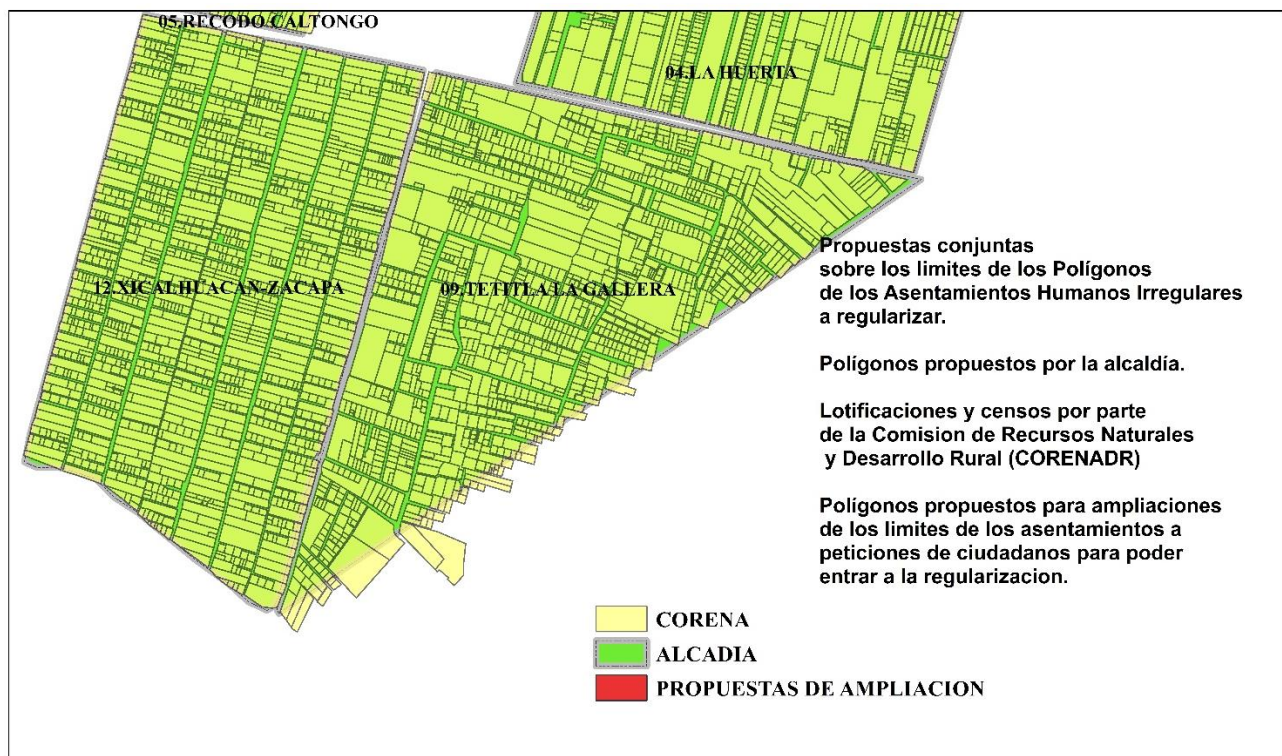 05.RECODO CALTONGO
04.LA HUERTA
12.XICALHUACAN-ZACAPA
09.TETITLA LA GALLERA
Propuestas conjuntas
sobre los limites de los Polígonos
de los Asentamientos Humanos Irregulares
a regularizar.
Polígonos propuestos por la alcaldía.
Lotificaciones y censos por parte
de la Comision de Recursos Naturales
y Desarrollo Rural (CORENADR)
Polígonos propuestos para ampliaciones
de los limites de los asentamientos a
peticiones de ciudadanos para poder
entrar a la regularizacion.
CORENA
ALCADIA
PROPUESTAS DE AMPLIACION